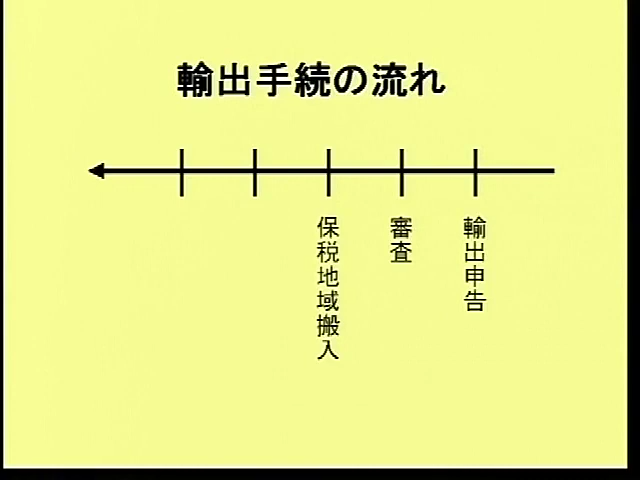 輸出手続の流れ
輸出申告
審査
保税地域搬入